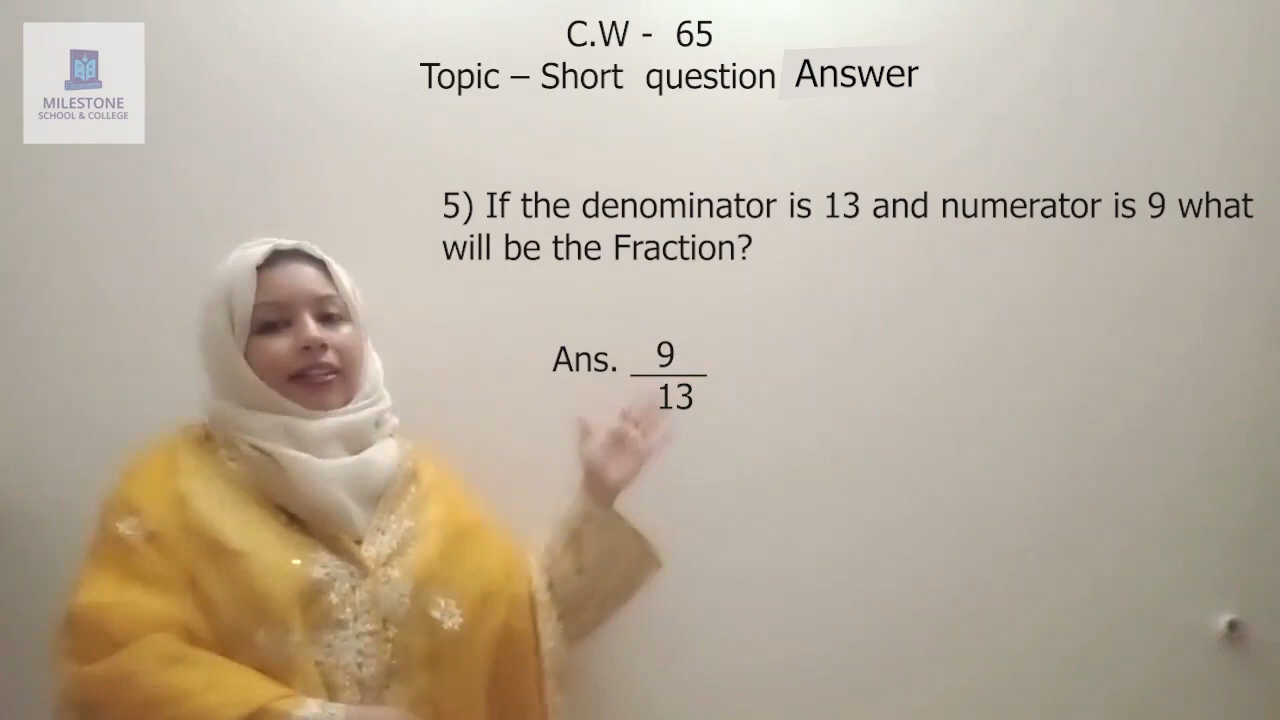 MILESTONE
SCHOOL & COLLEGE
C.W - 65
Topic – Short question Answer
5) If the denominator is 13 and numerator is 9 what
will be the Fraction?
Ans. 9
13